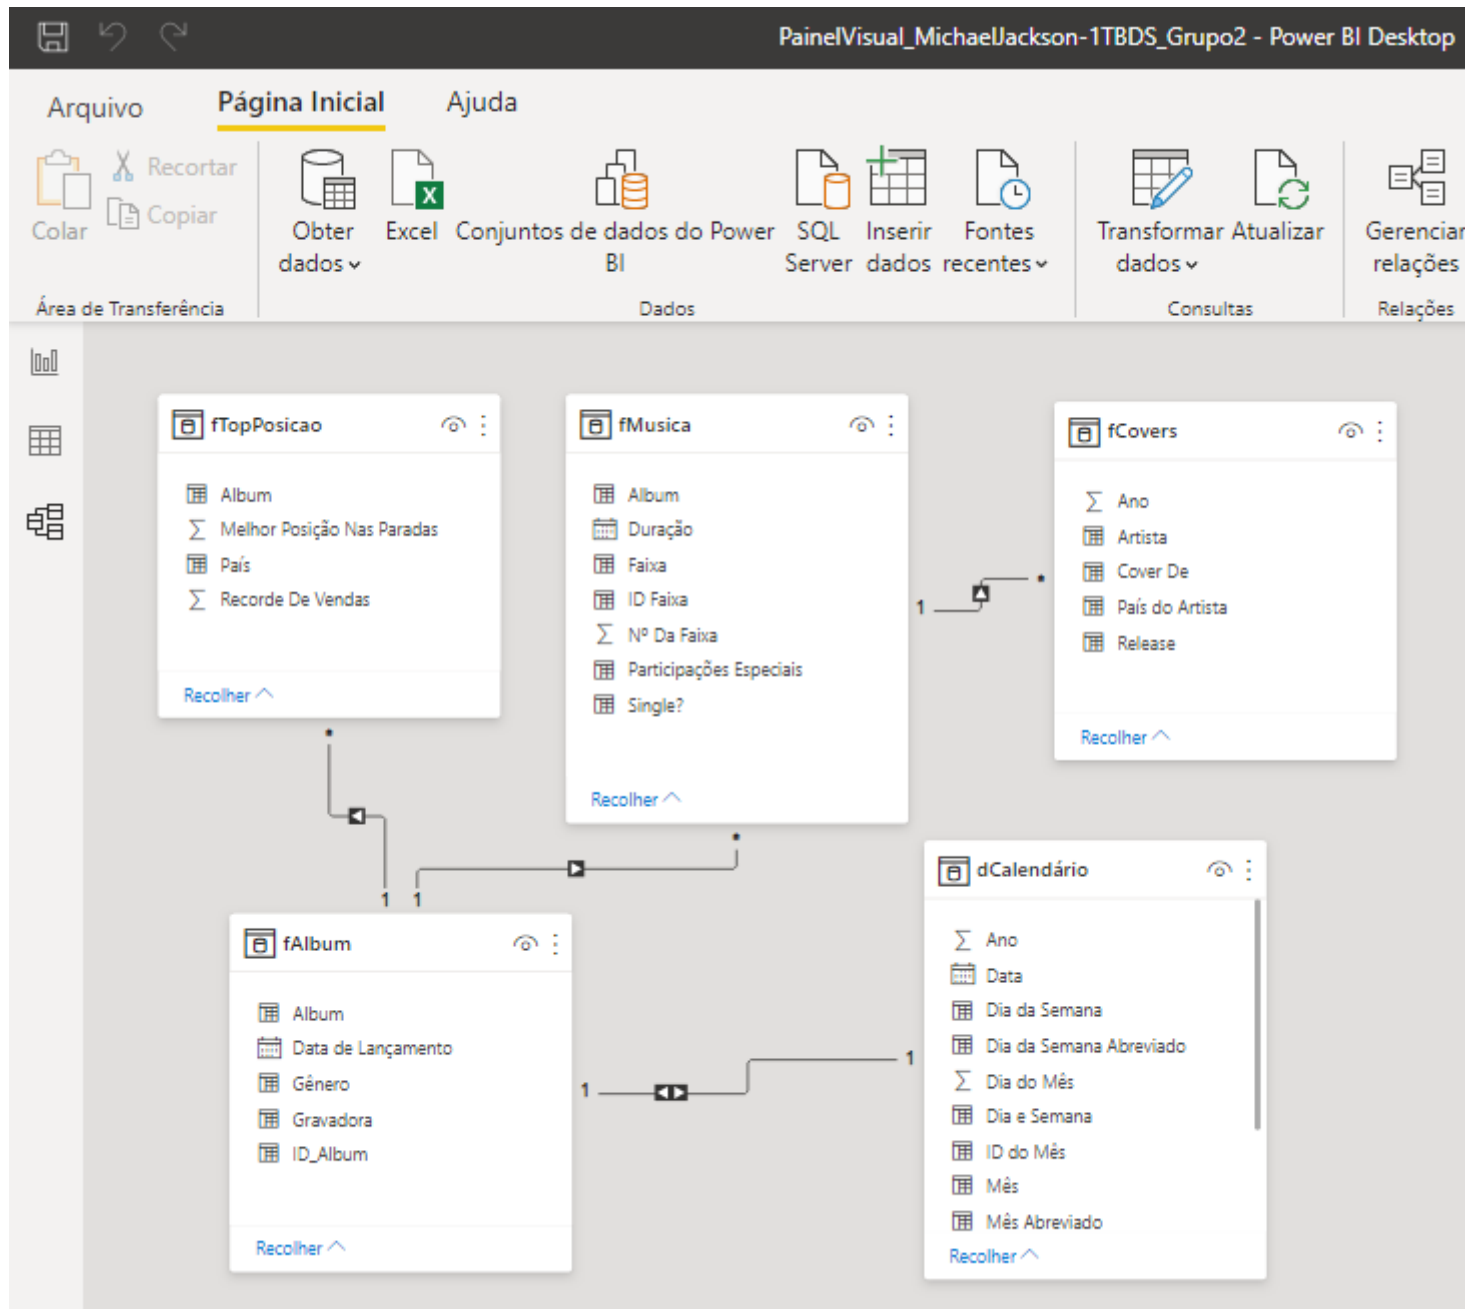 PainelVisual_MichaelJackson-1TBDS_Grupo2 - Power BI Desktop
Arquivo
Página Inicial
Ajuda
Colar
Recortar
Copiar
Área de Transferência
Obter
dados
Excel
Conjuntos de dados do Power
BI
SQL
Server
Inserir
dados
Fontes
recentes
Dados
Transformar
dados
Atualizar
Consultas
Gerenciar
relações
Relações
fTopPosicao
Album
Melhor Posição Nas Paradas
País
Recorde De Vendas
Recolher
fMusica
Album
Duração
Faixa
ID Faixa
Nº Da Faixa
Participações Especiais
Single?
Recolher
1
*
fCovers
Ano
Artista
Cover De
País do Artista
Release
Recolher
*
*
1
1
fAlbum
Album
Data de Lançamento
Gênero
Gravadora
ID_Album
Recolher
1
1
dCalendário
Ano
Data
Dia da Semana
Dia da Semana Abreviado
Dia do Mês
Dia e Semana
ID do Mês
Mês
Mês Abreviado
Recolher